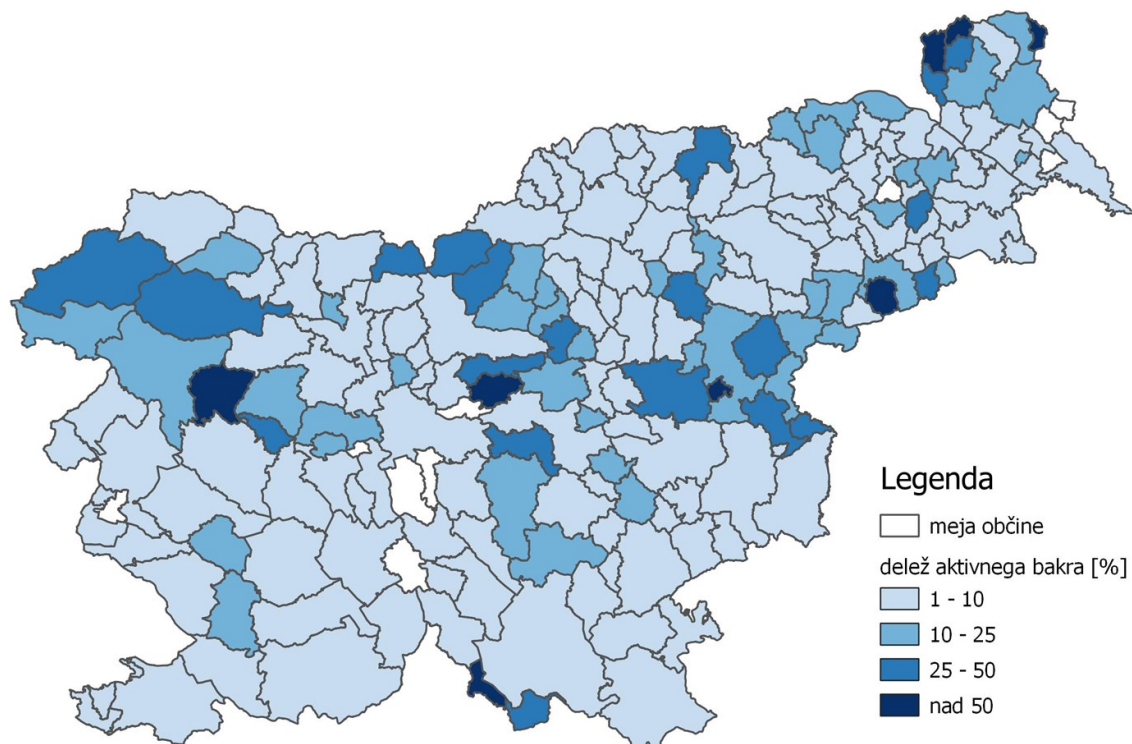 Legenda
meja občine
delež aktivnega bakra [%]
1 - 10
10 - 25
25 - 50
nad 50